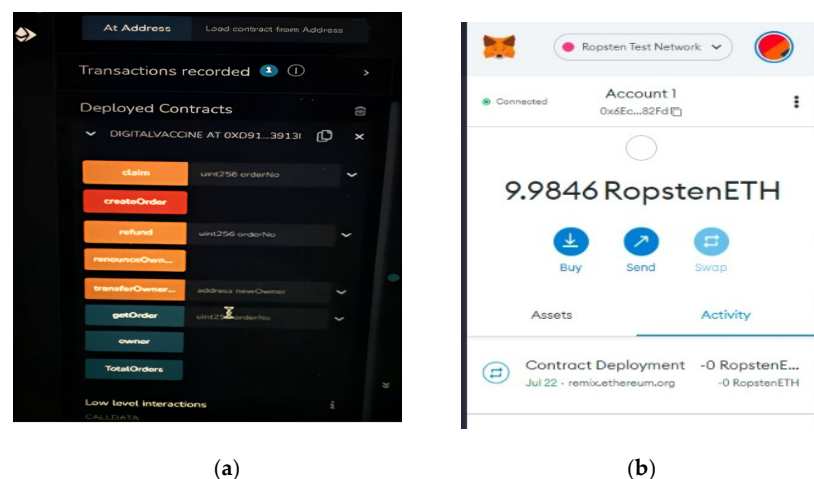 At Address Load contract from Address
Transactions recorded 1 i
Deployed Contracts
DIGITALVACCINE AT 0XD91...3913
claim uint256 orderNo
createOrder
refund uint256 orderNo
renounceOwn...
transferOwner... address newOwner
getOrder uint256 orderNo
owner
TotalOrders
Low level interactions i
CALLDATA
(a)
Ropsten Test Network
Connected
Account 1
0x6Ec...82Fd
9.9846 RopstenETH
Buy Send Swap
Assets Activity
Contract Deployment -0 RopstenE...
Jul 22 - remix.ethereum.org -0 RopstenETH
(b)